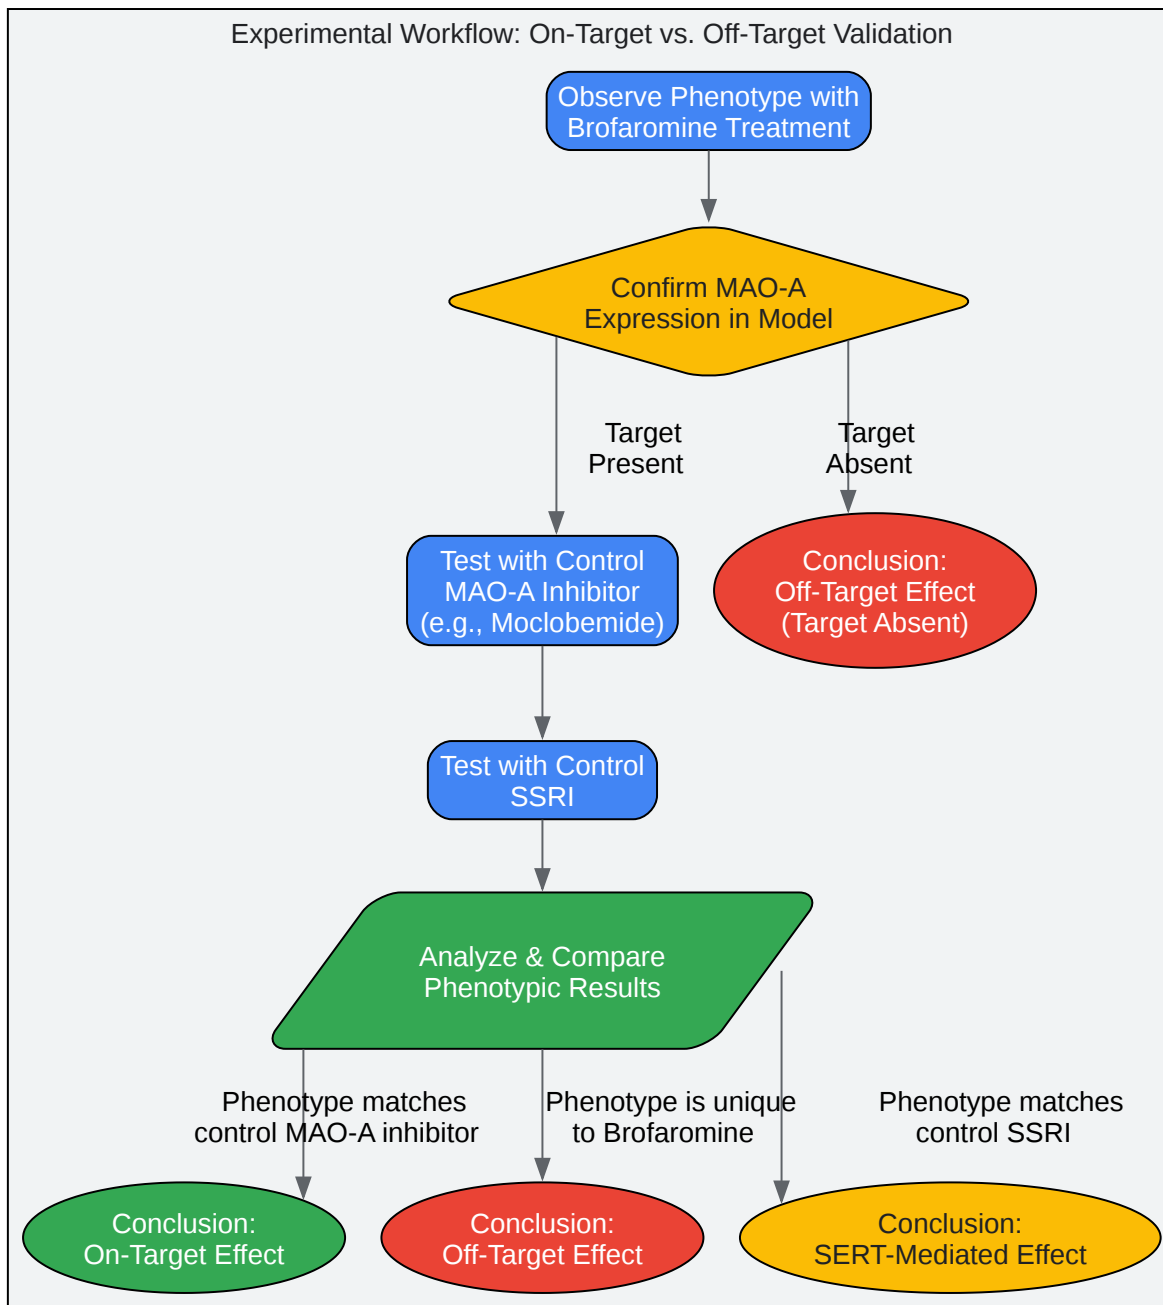 Experimental Workflow: On-Target vs. Off-Target Validation
Observe Phenotype with
Brofaromine Treatment
Confirm MAO-A
Expression in Model
Target
Present
Target
Absent
Test with Control
MAO-A Inhibitor
(e.g., Moclobemide)
Conclusion:
Off-Target Effect
(Target Absent)
Test with Control
SSRI
Analyze & Compare
Phenotypic Results
Phenotype matches
control MAO-A inhibitor
Phenotype is unique
to Brofaromine
Phenotype matches
control SSRI
Conclusion:
On-Target Effect
Conclusion:
Off-Target Effect
Conclusion:
SERT-Mediated Effect